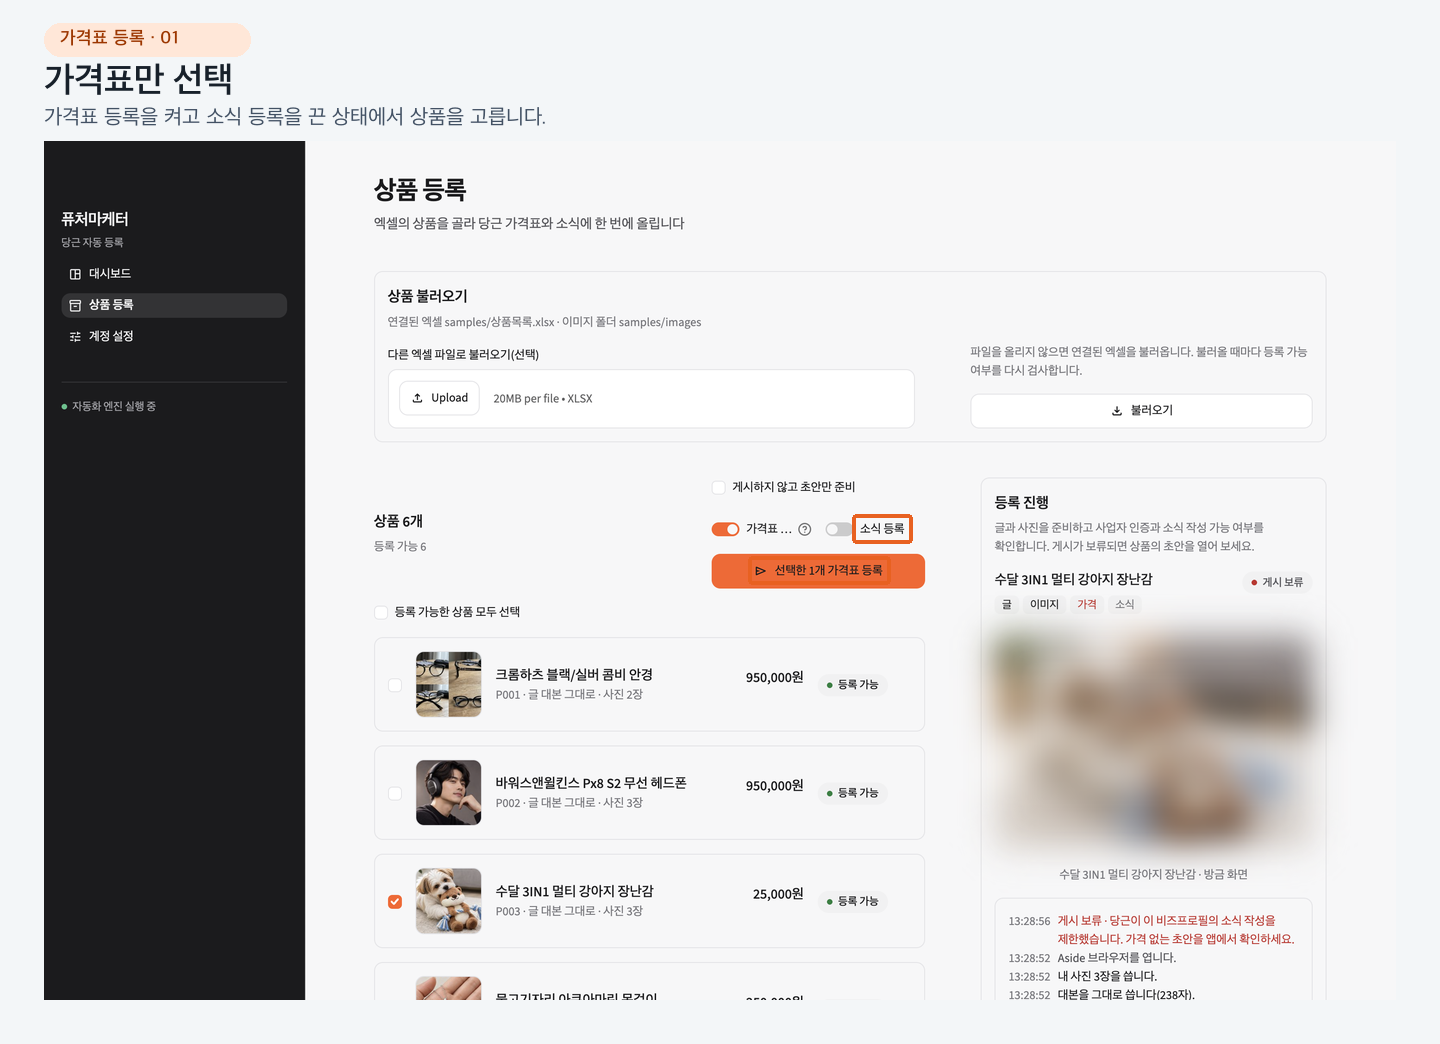 가격표 등록 · 01
가격표만 선택
가격표 등록을 켜고 소식 등록을 끈 상태에서 상품을 고릅니다.
퓨처마케터
당근 자동 등록
대시보드
상품 등록
계정 설정
자동화 엔진 실행 중
상품 등록
엑셀의 상품을 골라 당근 가격표와 소식에 한 번에 올립니다
상품 불러오기
연결된 엑셀 samples/상품목록.xlsx · 이미지 폴더 samples/images
다른 엑셀 파일로 불러오기(선택)
Upload
20MB per file • XLSX
파일을 올리지 않으면 연결된 엑셀을 불러옵니다. 불러올 때마다 등록 가능
여부를 다시 검사합니다.
불러오기
상품 6개
등록 가능 6
게시하지 않고 초안만 준비
가격표 ...
소식 등록
선택한 1개 가격표 등록
등록 가능한 상품 모두 선택
크롬하츠 블랙/실버 콤비 안경
P001 · 글 대본 그대로 · 사진 2장
950,000원
등록 가능
바워스앤윌킨스 Px8 S2 무선 헤드폰
P002 · 글 대본 그대로 · 사진 3장
950,000원
등록 가능
수달 3IN1 멀티 강아지 장난감
P003 · 글 대본 그대로 · 사진 3장
25,000원
등록 가능
등록 진행
글과 사진을 준비하고 사업자 인증과 소식 작성 가능 여부를
확인합니다. 게시가 보류되면 상품의 초안을 열어 보세요.
수달 3IN1 멀티 강아지 장난감
게시 보류
글 이미지 가격 소식
수달 3IN1 멀티 강아지 장난감 · 방금 화면
13:28:56 게시 보류 · 당근이 이 비즈프로필의 소식 작성을
제한했습니다. 가격 없는 초안을 앱에서 확인하세요.
13:28:52 Aside 브라우저를 엽니다.
13:28:52 내 사진 3장을 씁니다.
13:28:52 대본을 그대로 씁니다(238자).